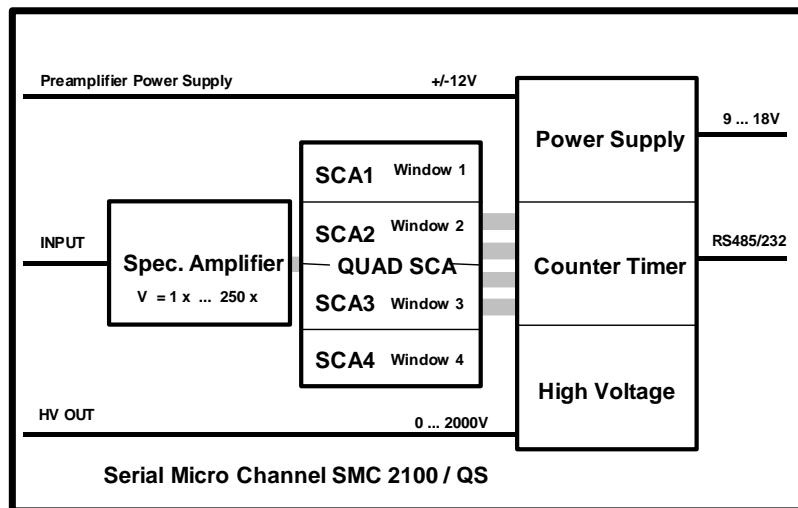 Preamplifier Power Supply
+/-12V
9 ... 18V
Power Supply
SCA1 Window 1
SCA2 Window 2
INPUT
RS485/232
Spec. Amplifier
QUAD SCA
Counter Timer
V = 1 x ... 250 x
SCA3 Window 3
SCA4 Window 4
High Voltage
HV OUT
0 ... 2000V
Serial Micro Channel SMC 2100 / QS